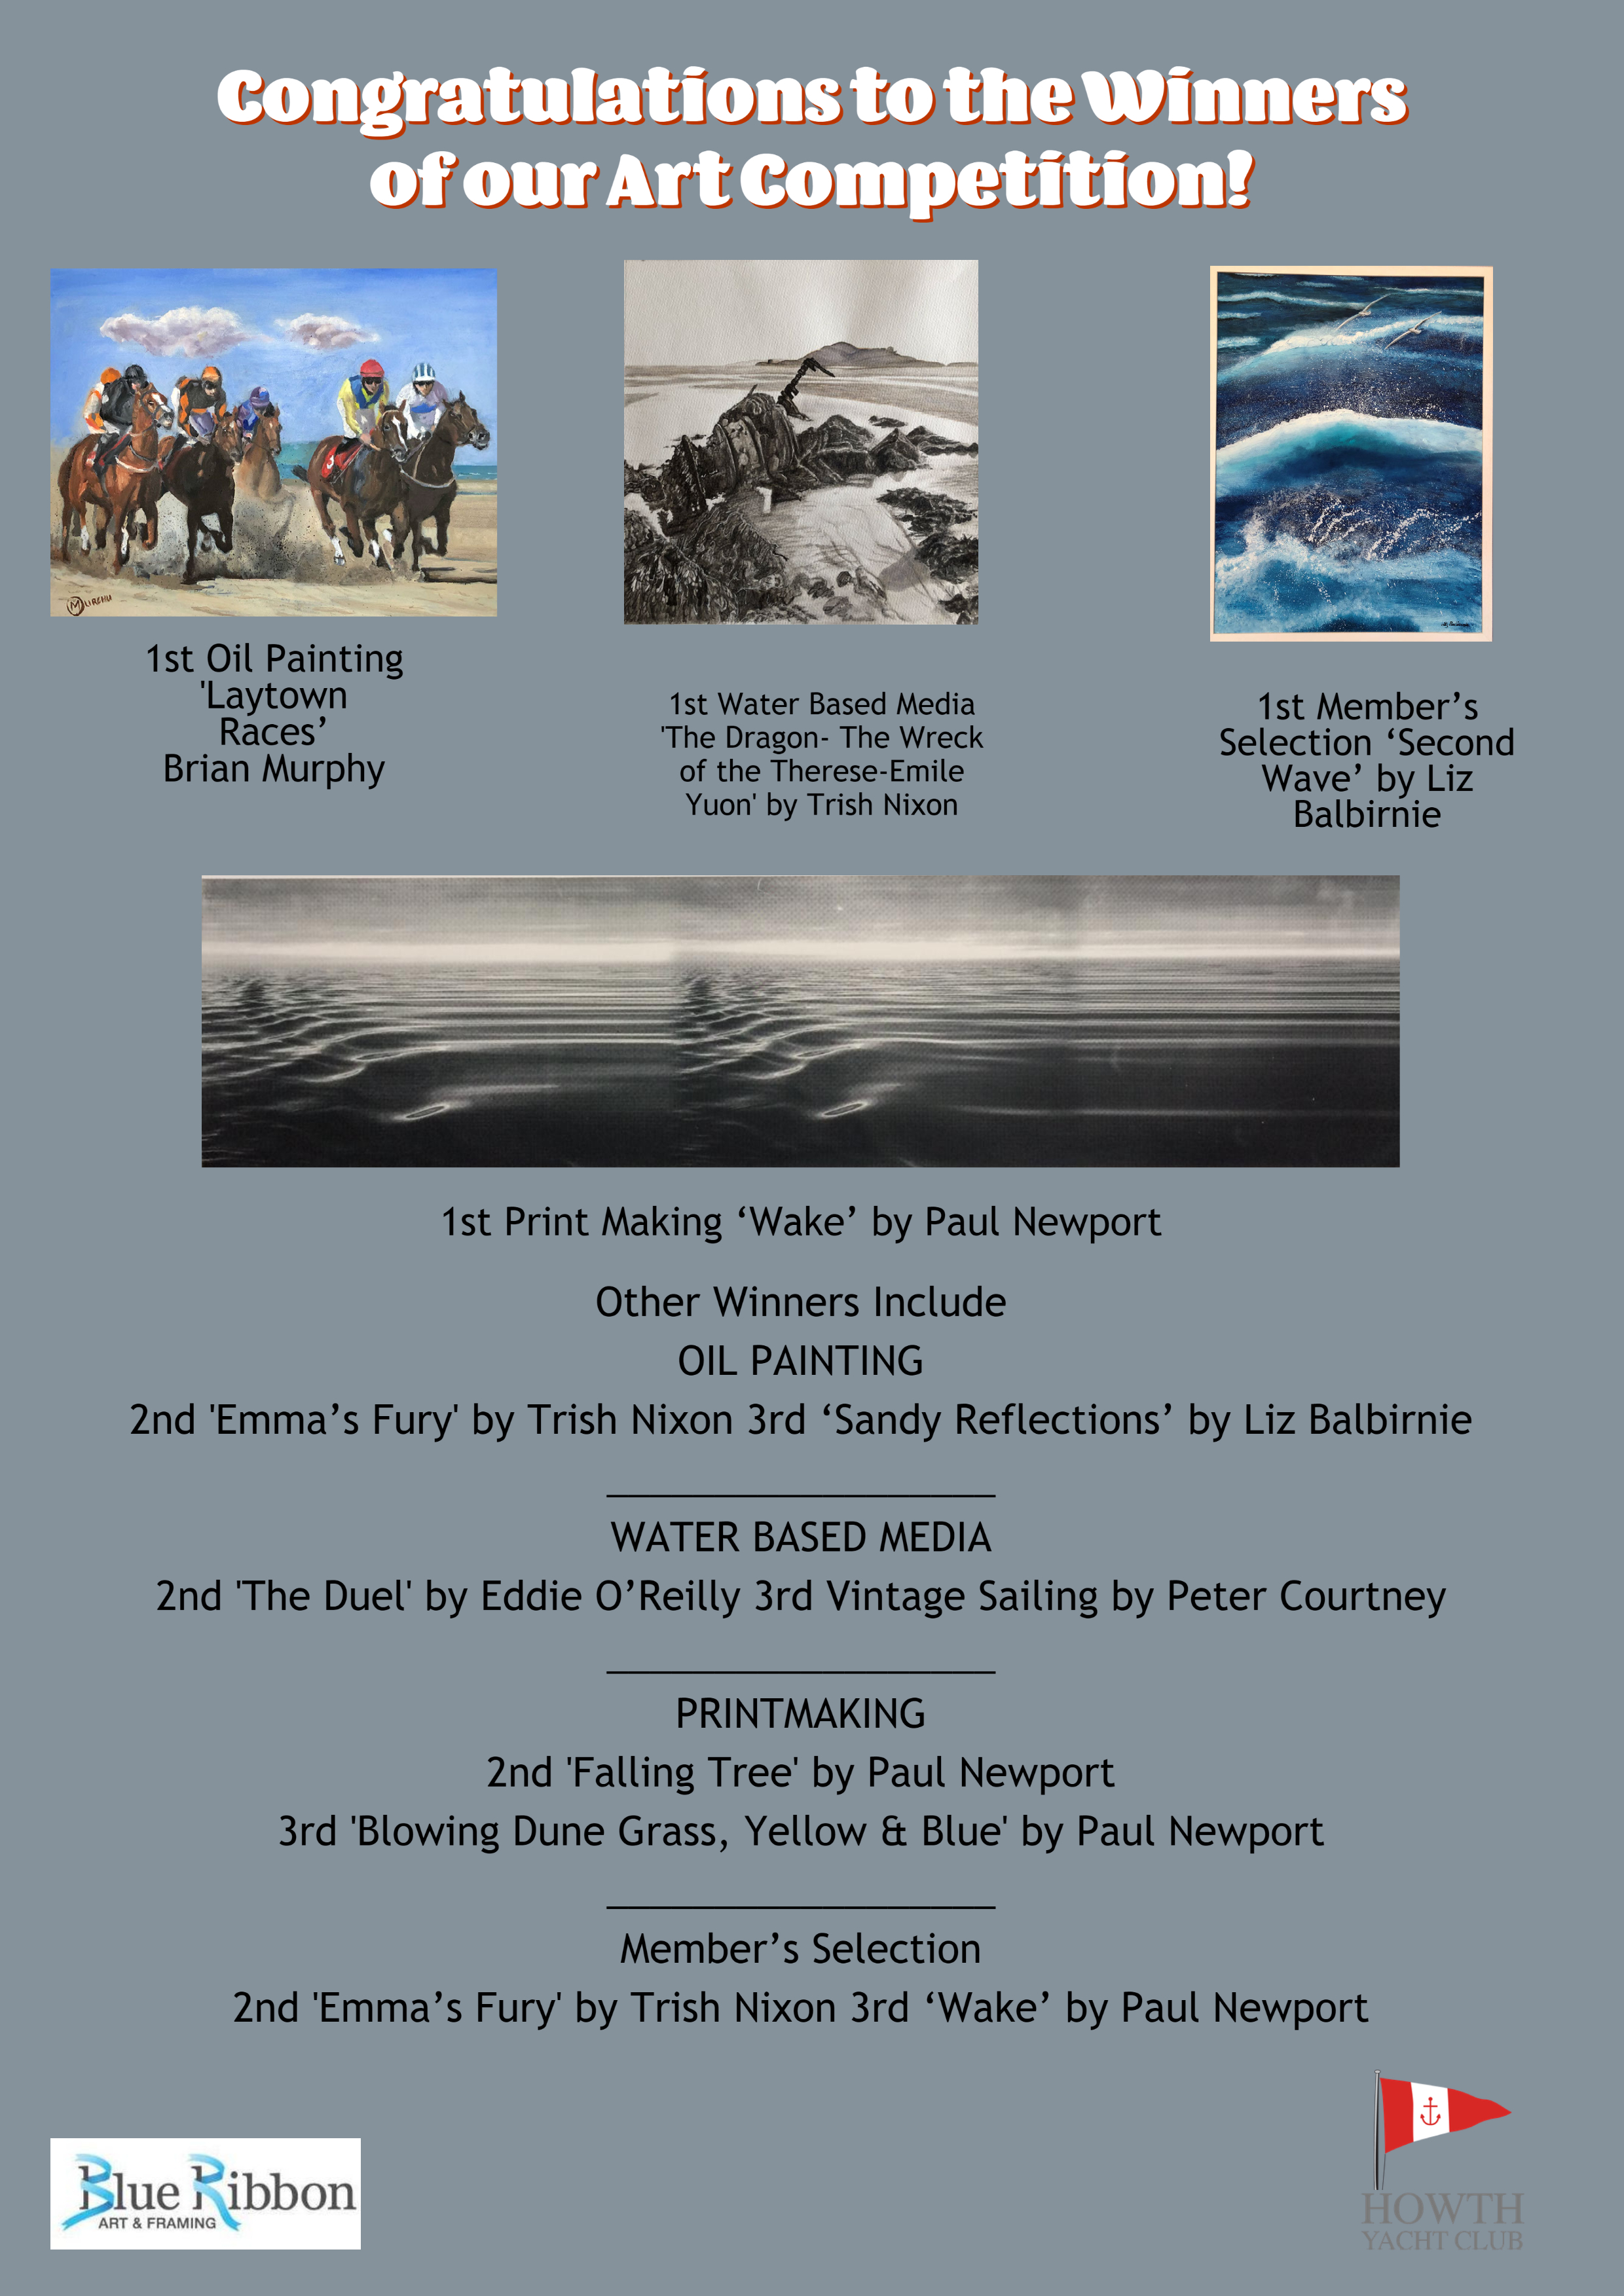 Congratulations to the Winners
of our Art Competition!
MURCHU
1st Oil Painting
'Laytown
Races’
Brian Murphy
1st Water Based Media
'The Dragon- The Wreck
of the Therese-Emile
Yuon' by Trish Nixon
1st Member’s
Selection ‘Second
Wave’ by Liz
Balbirnie
1st Print Making ‘Wake’ by Paul Newport
Other Winners Include
OIL PAINTING
2nd 'Emma’s Fury' by Trish Nixon 3rd ‘Sandy Reflections’ by Liz Balbirnie
WATER BASED MEDIA
2nd 'The Duel' by Eddie O’Reilly 3rd Vintage Sailing by Peter Courtney
PRINTMAKING
2nd 'Falling Tree' by Paul Newport
3rd 'Blowing Dune Grass, Yellow & Blue' by Paul Newport
Member’s Selection
2nd 'Emma’s Fury' by Trish Nixon 3rd ‘Wake’ by Paul Newport
Blue Ribbon
ART & FRAMING
HOWTH
YACHT CLUB